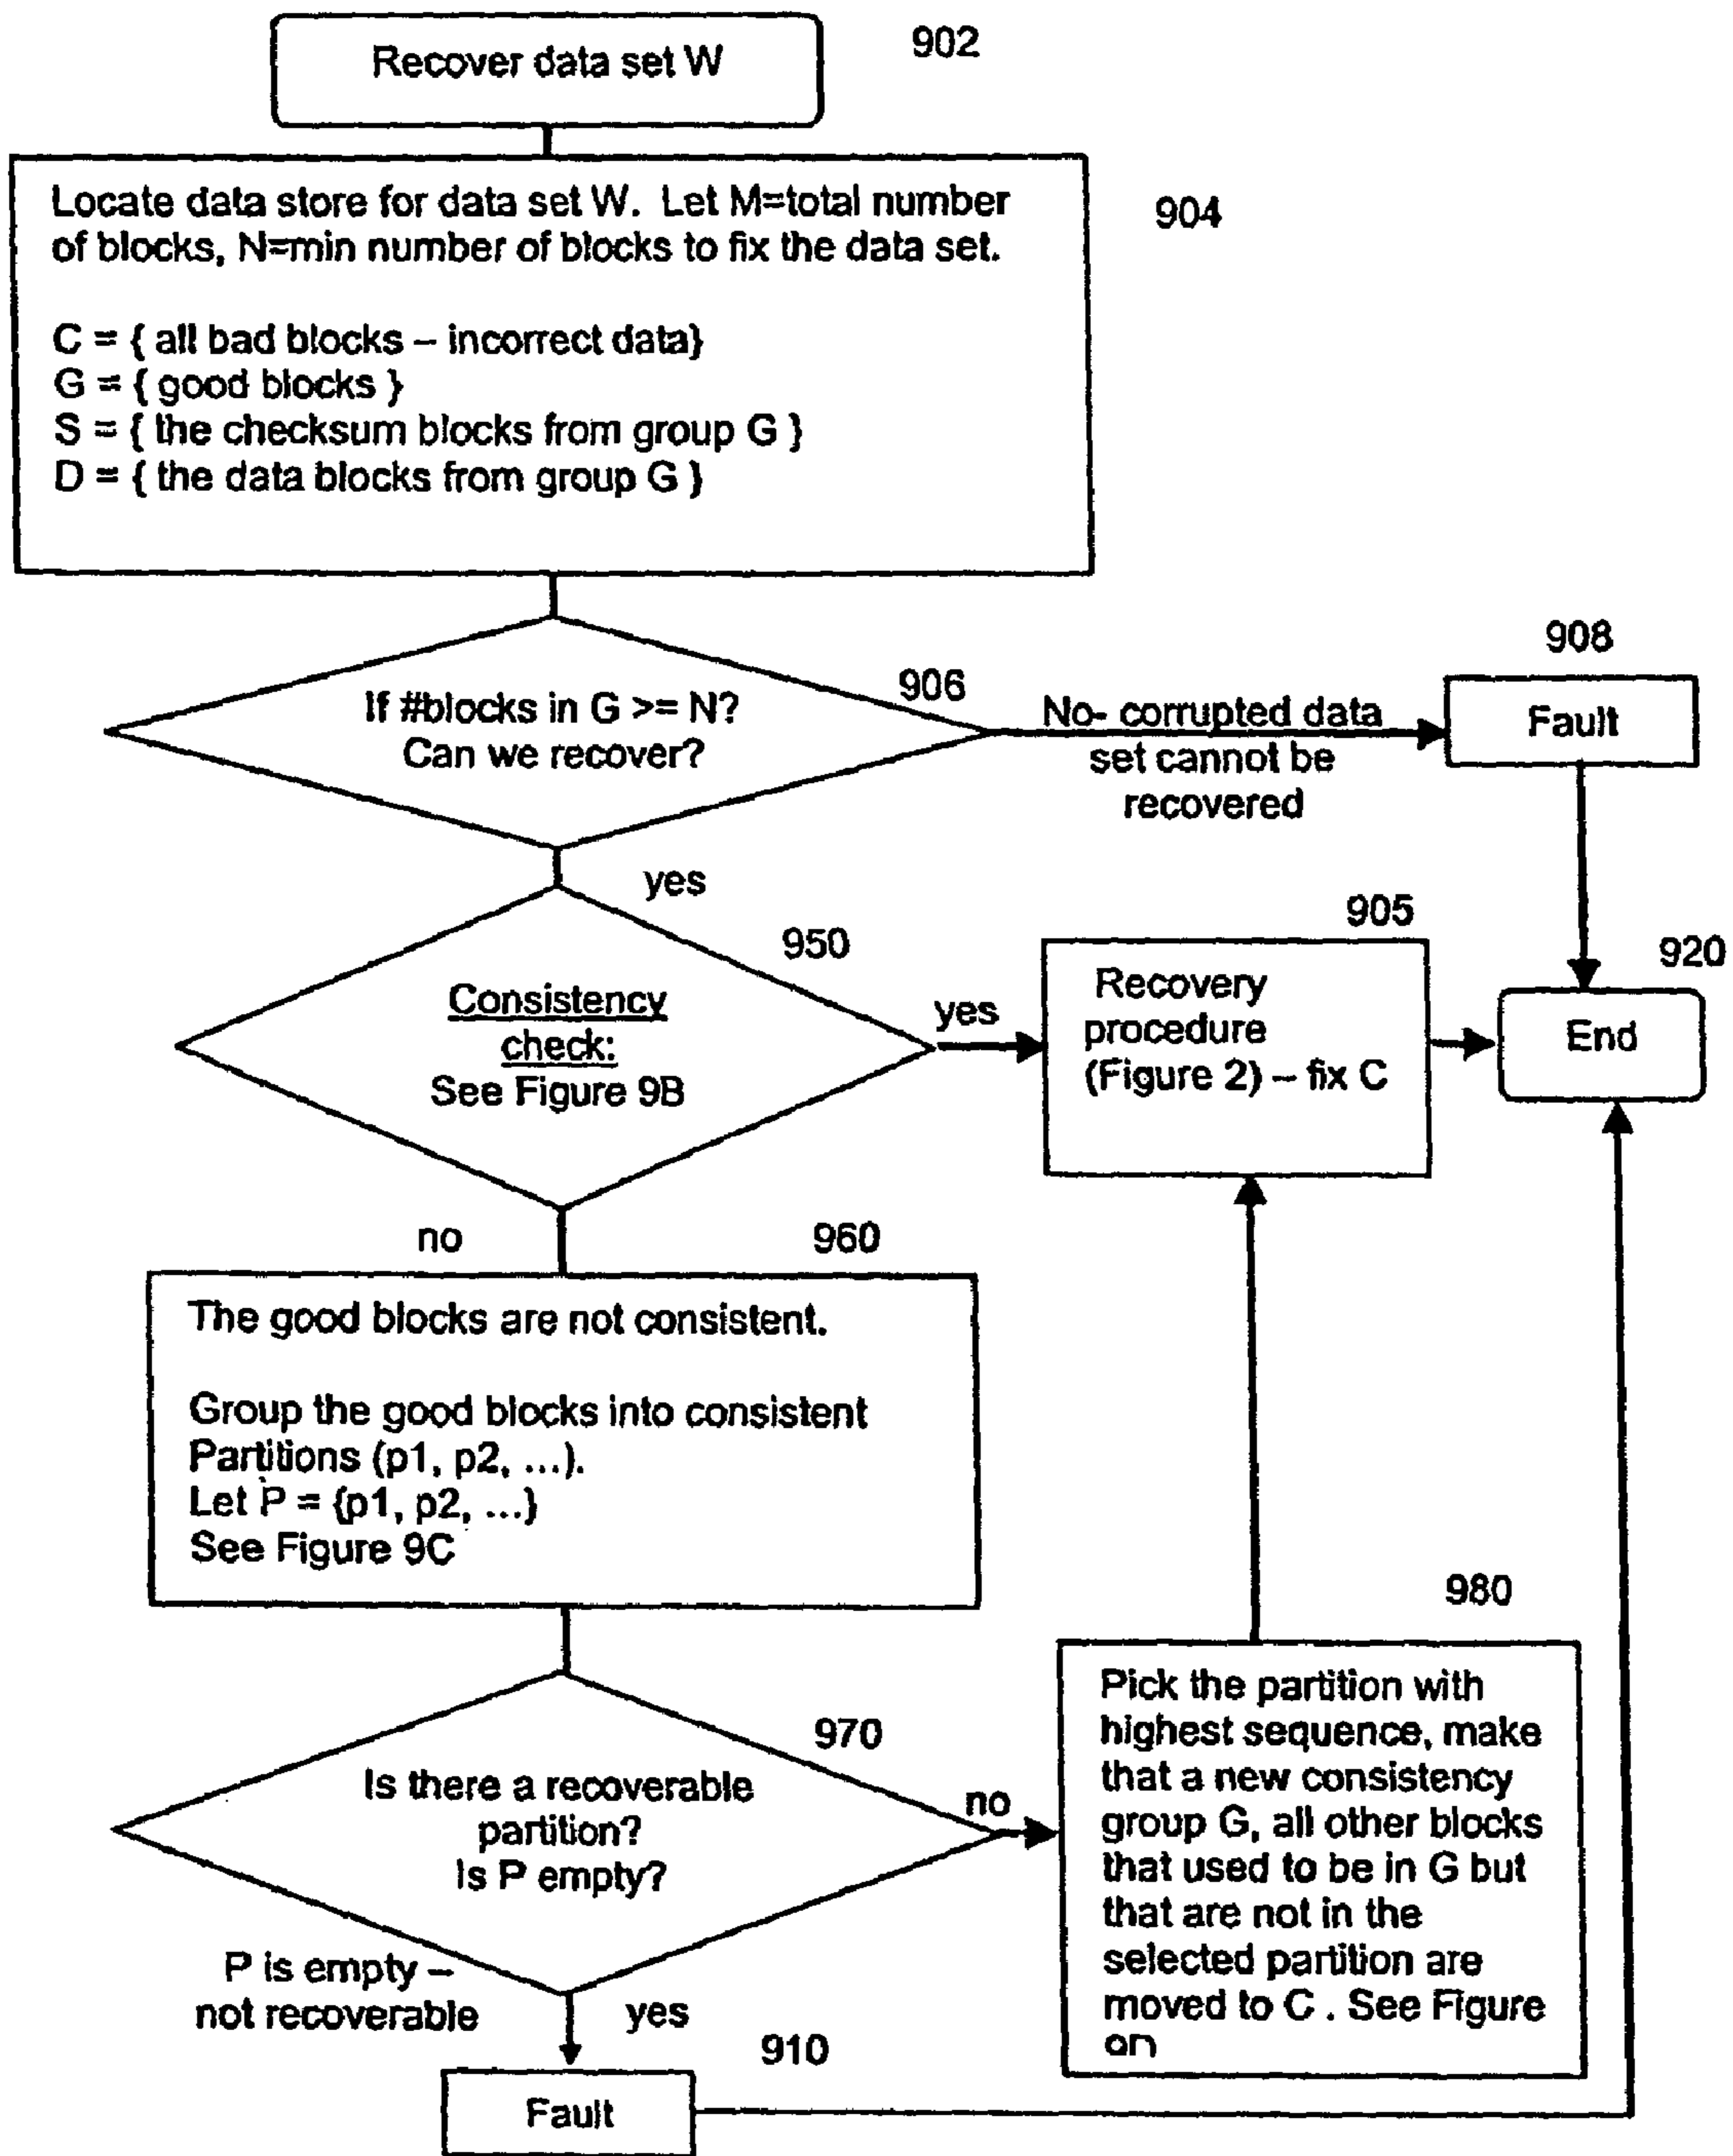 Recover data set W
902
Locate data store for data set W. Let M=total number
of blocks, N=min number of blocks to fix the data set.
C = { all bad blocks – incorrect data}
G = { good blocks }
S = { the checksum blocks from group G }
D = { the data blocks from group G }
904
If #blocks in G >= N?
Can we recover?
906
No- corrupted data
set cannot be
recovered
908
Fault
yes
950
Consistency
check:
See Figure 9B
yes
905
Recovery
procedure
(Figure 2) – fix C
920
End
no
960
The good blocks are not consistent.
Group the good blocks into consistent
Partitions (p1, p2, ...).
Let P = {p1, p2, ...}
See Figure 9C
970
Is there a recoverable
partition?
Is P empty?
no
980
Pick the partition with
highest sequence, make
that a new consistency
group G, all other blocks
that used to be in G but
that are not in the
selected partition are
moved to C . See Figure
P is empty –
not recoverable
yes
910
Fault